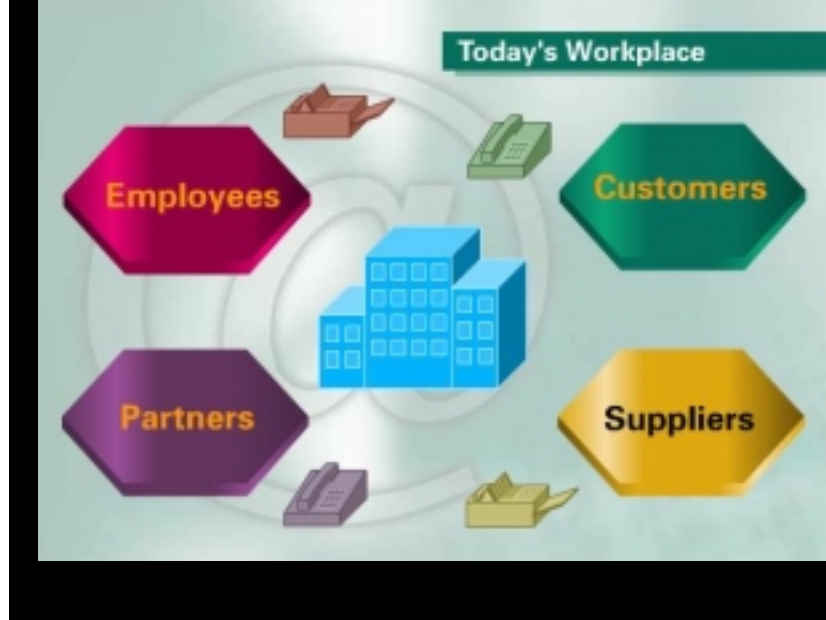 Today's Workplace
Employees
Customers
Partners
Suppliers